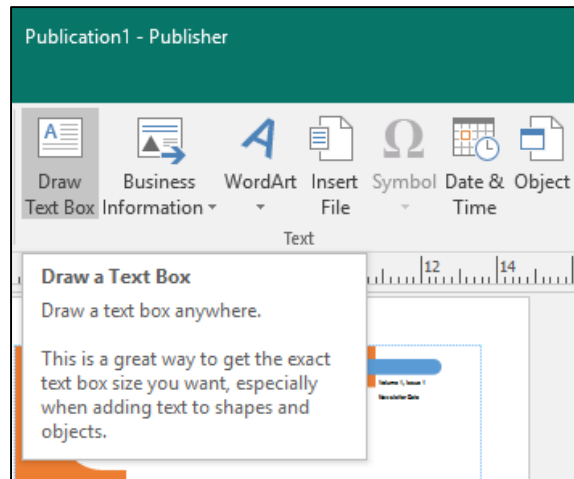 Publication1 - Publisher
Draw
Text Box
Business
Information
WordArt
Insert
File
Symbol
Date &
Time
Object
Text
12
14
Draw a Text Box
Draw a text box anywhere.
This is a great way to get the exact
text box size you want, especially
when adding text to shapes and
objects.
Volume 1, Issue 1
Newsletter Date